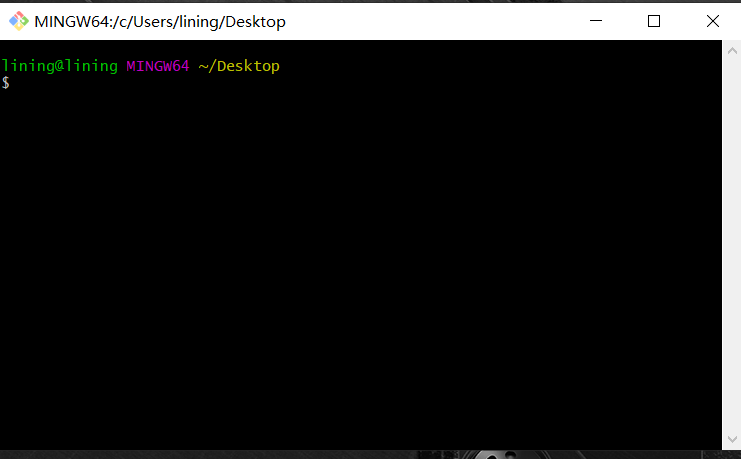 MINGW64:/c/Users/lining/Desktop
lining@lining MINGW64 ~/Desktop
$